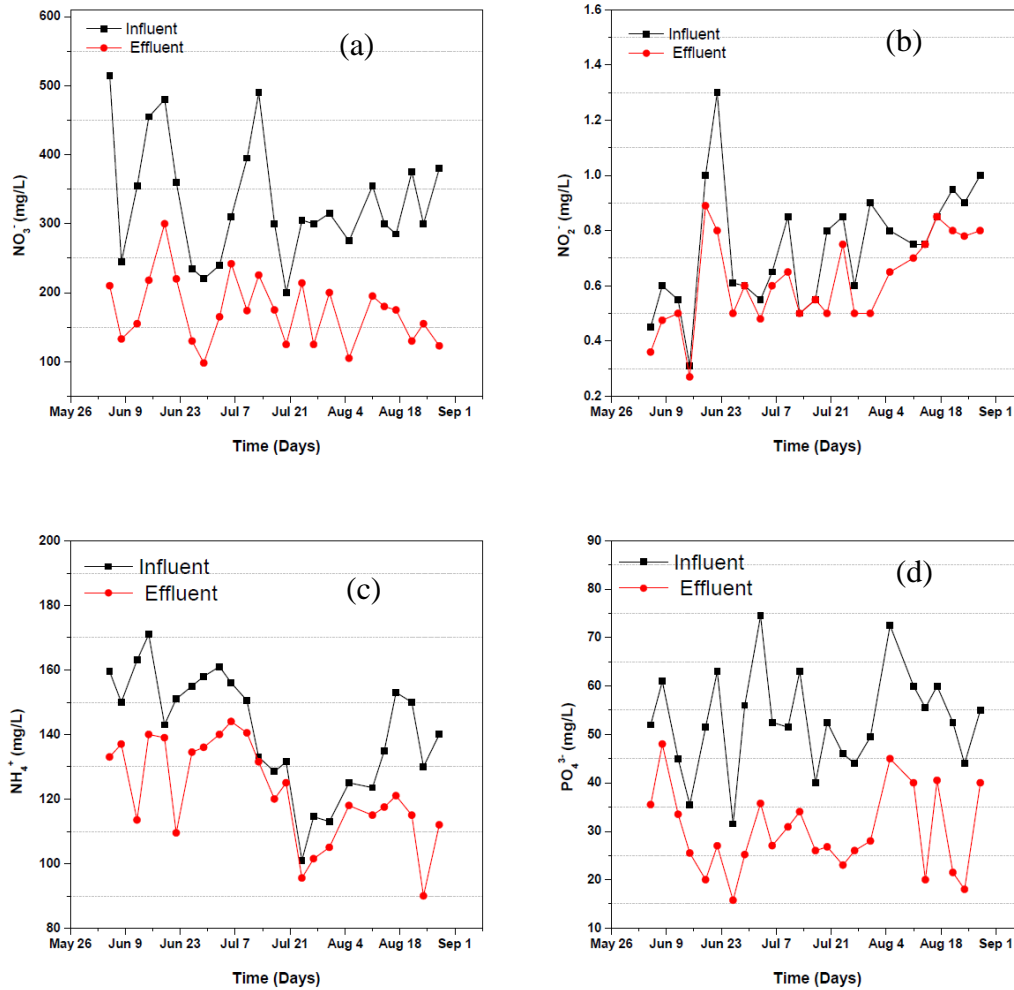 600
500
400
300
200
100
NO3- (mg/L)
Influent
Effluent
(a)
May 26 Jun 9 Jun 23 Jul 7 Jul 21 Aug 4 Aug 18 Sep 1
Time (Days)
1.6
1.4
1.2
1.0
0.8
0.6
0.4
0.2
NO2- (mg/L)
Influent
Effluent
(b)
May 26 Jun 9 Jun 23 Jul 7 Jul 21 Aug 4 Aug 18 Sep 1
Time (Days)
200
180
160
140
120
100
80
NH4+ (mg/L)
Influent
Effluent
(c)
May 26 Jun 9 Jun 23 Jul 7 Jul 21 Aug 4 Aug 18 Sep 1
Time (Days)
90
80
70
60
50
40
30
20
10
PO43- (mg/L)
Influent
Effluent
(d)
May 26 Jun 9 Jun 23 Jul 7 Jul 21 Aug 4 Aug 18 Sep 1
Time (Days)